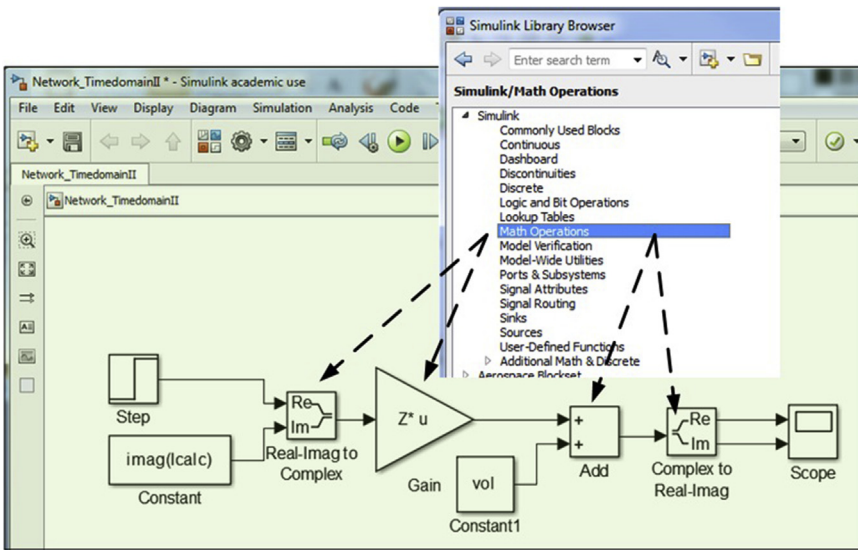 Simulink Library Browser
Enter search term
Simulink/Math Operations
Simulink
Commonly Used Blocks
Continuous
Dashboard
Discontinuities
Discrete
Logic and Bit Operations
Lookup Tables
Math Operations
Model Verification
Model-Wide Utilities
Ports & Subsystems
Signal Attributes
Signal Routing
Sinks
Sources
User-Defined Functions
Additional Math & Discrete
Aerospace Blockset
Network_TimedomainII * - Simulink academic use
File Edit View Display Diagram Simulation Analysis Code
Network_TimedomainII
Network_TimedomainII
Step
imag(Icalc)
Constant
Re
Im
Real-Imag to
Complex
Z* u
Gain
vol
Constant1
+
+
Add
Re
Im
Complex to
Real-Imag
Scope